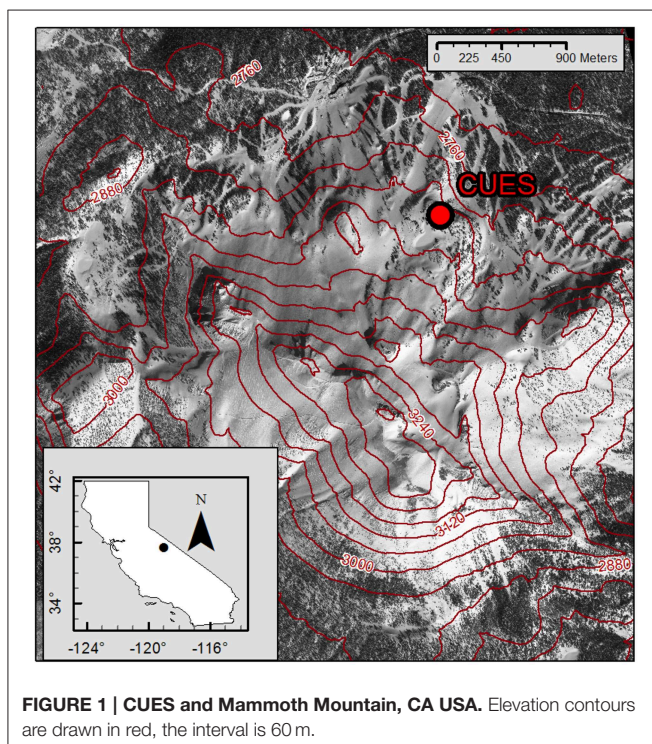 0 225 450 900 Meters
2760
2760
CUES
2880
3000
3240
3120
3000
2880
42°
N
38°
34°
-124° -120° -116°
FIGURE 1 | CUES and Mammoth Mountain, CA USA. Elevation contours
are drawn in red, the interval is 60 m.